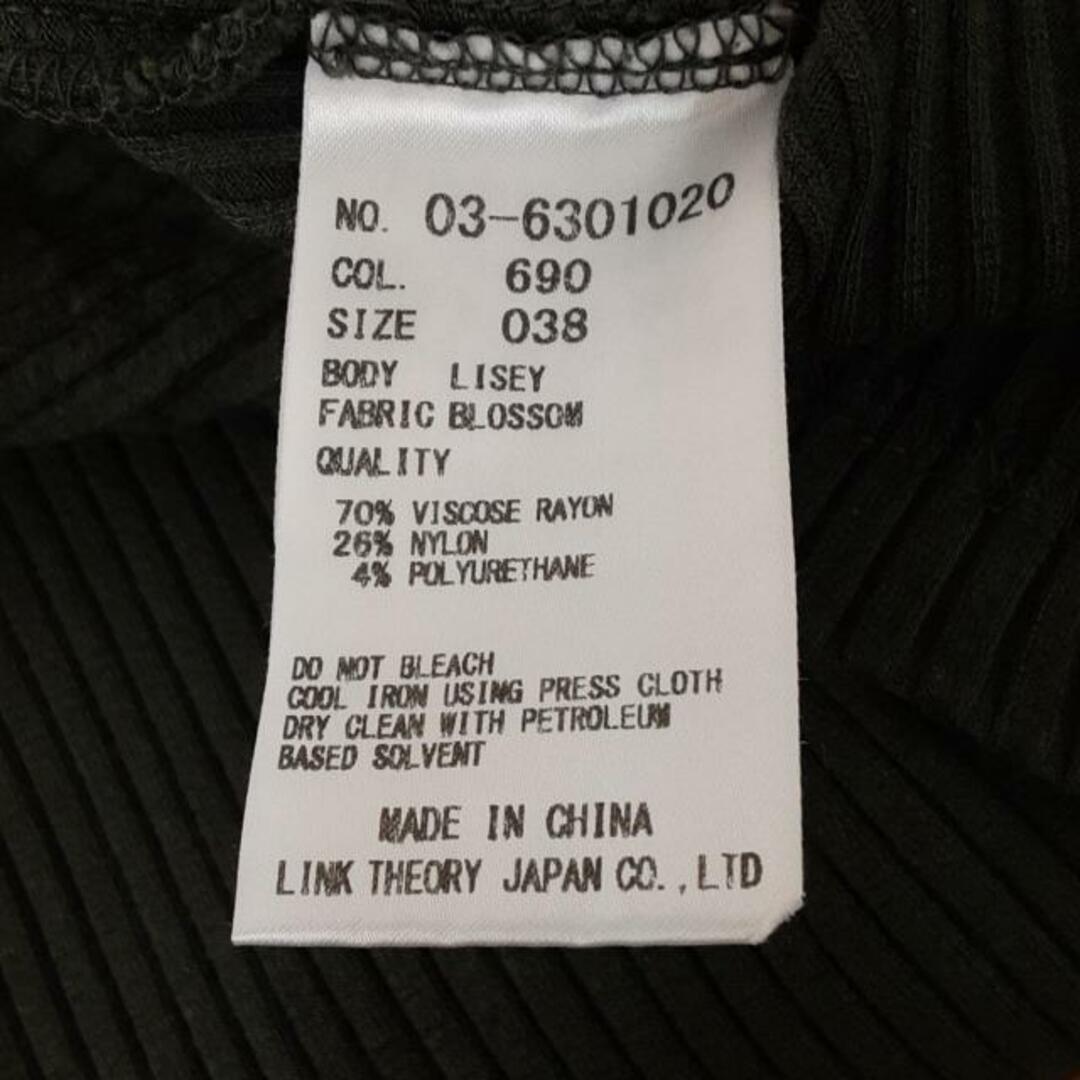 NO. 03-6301020
COL. 690
SIZE 038
BODY LISEY
FABRIC BLOSSOM
QUALITY
70% VISCOSE RAYON
26% NYLON
4% POLYURETHANE
DO NOT BLEACH
COOL IRON USING PRESS CLOTH
DRY CLEAN WITH PETROLEUM
BASED SOLVENT
MADE IN CHINA
LINK THEORY JAPAN CO., LTD